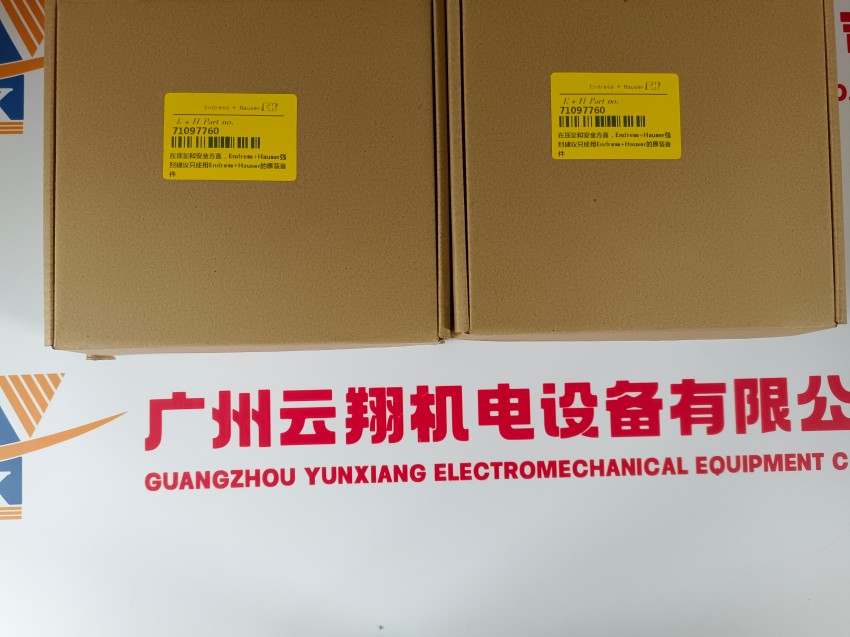 Endress + Hauser EH
E + H Part no.
71097760
在质量和安全方面，Endress+Hauser强
烈建议只使用Endress+Hauser的原装备
件
Endress + Hauser EH
E + H Part no.
71097760
在质量和安全方面，Endress+Hauser强
烈建议只使用Endress+Hauser的原装备
件
广州云翔机电设备有限公
GUANGZHOU YUNXIANG ELECTROMECHANICAL EQUIPMENT C